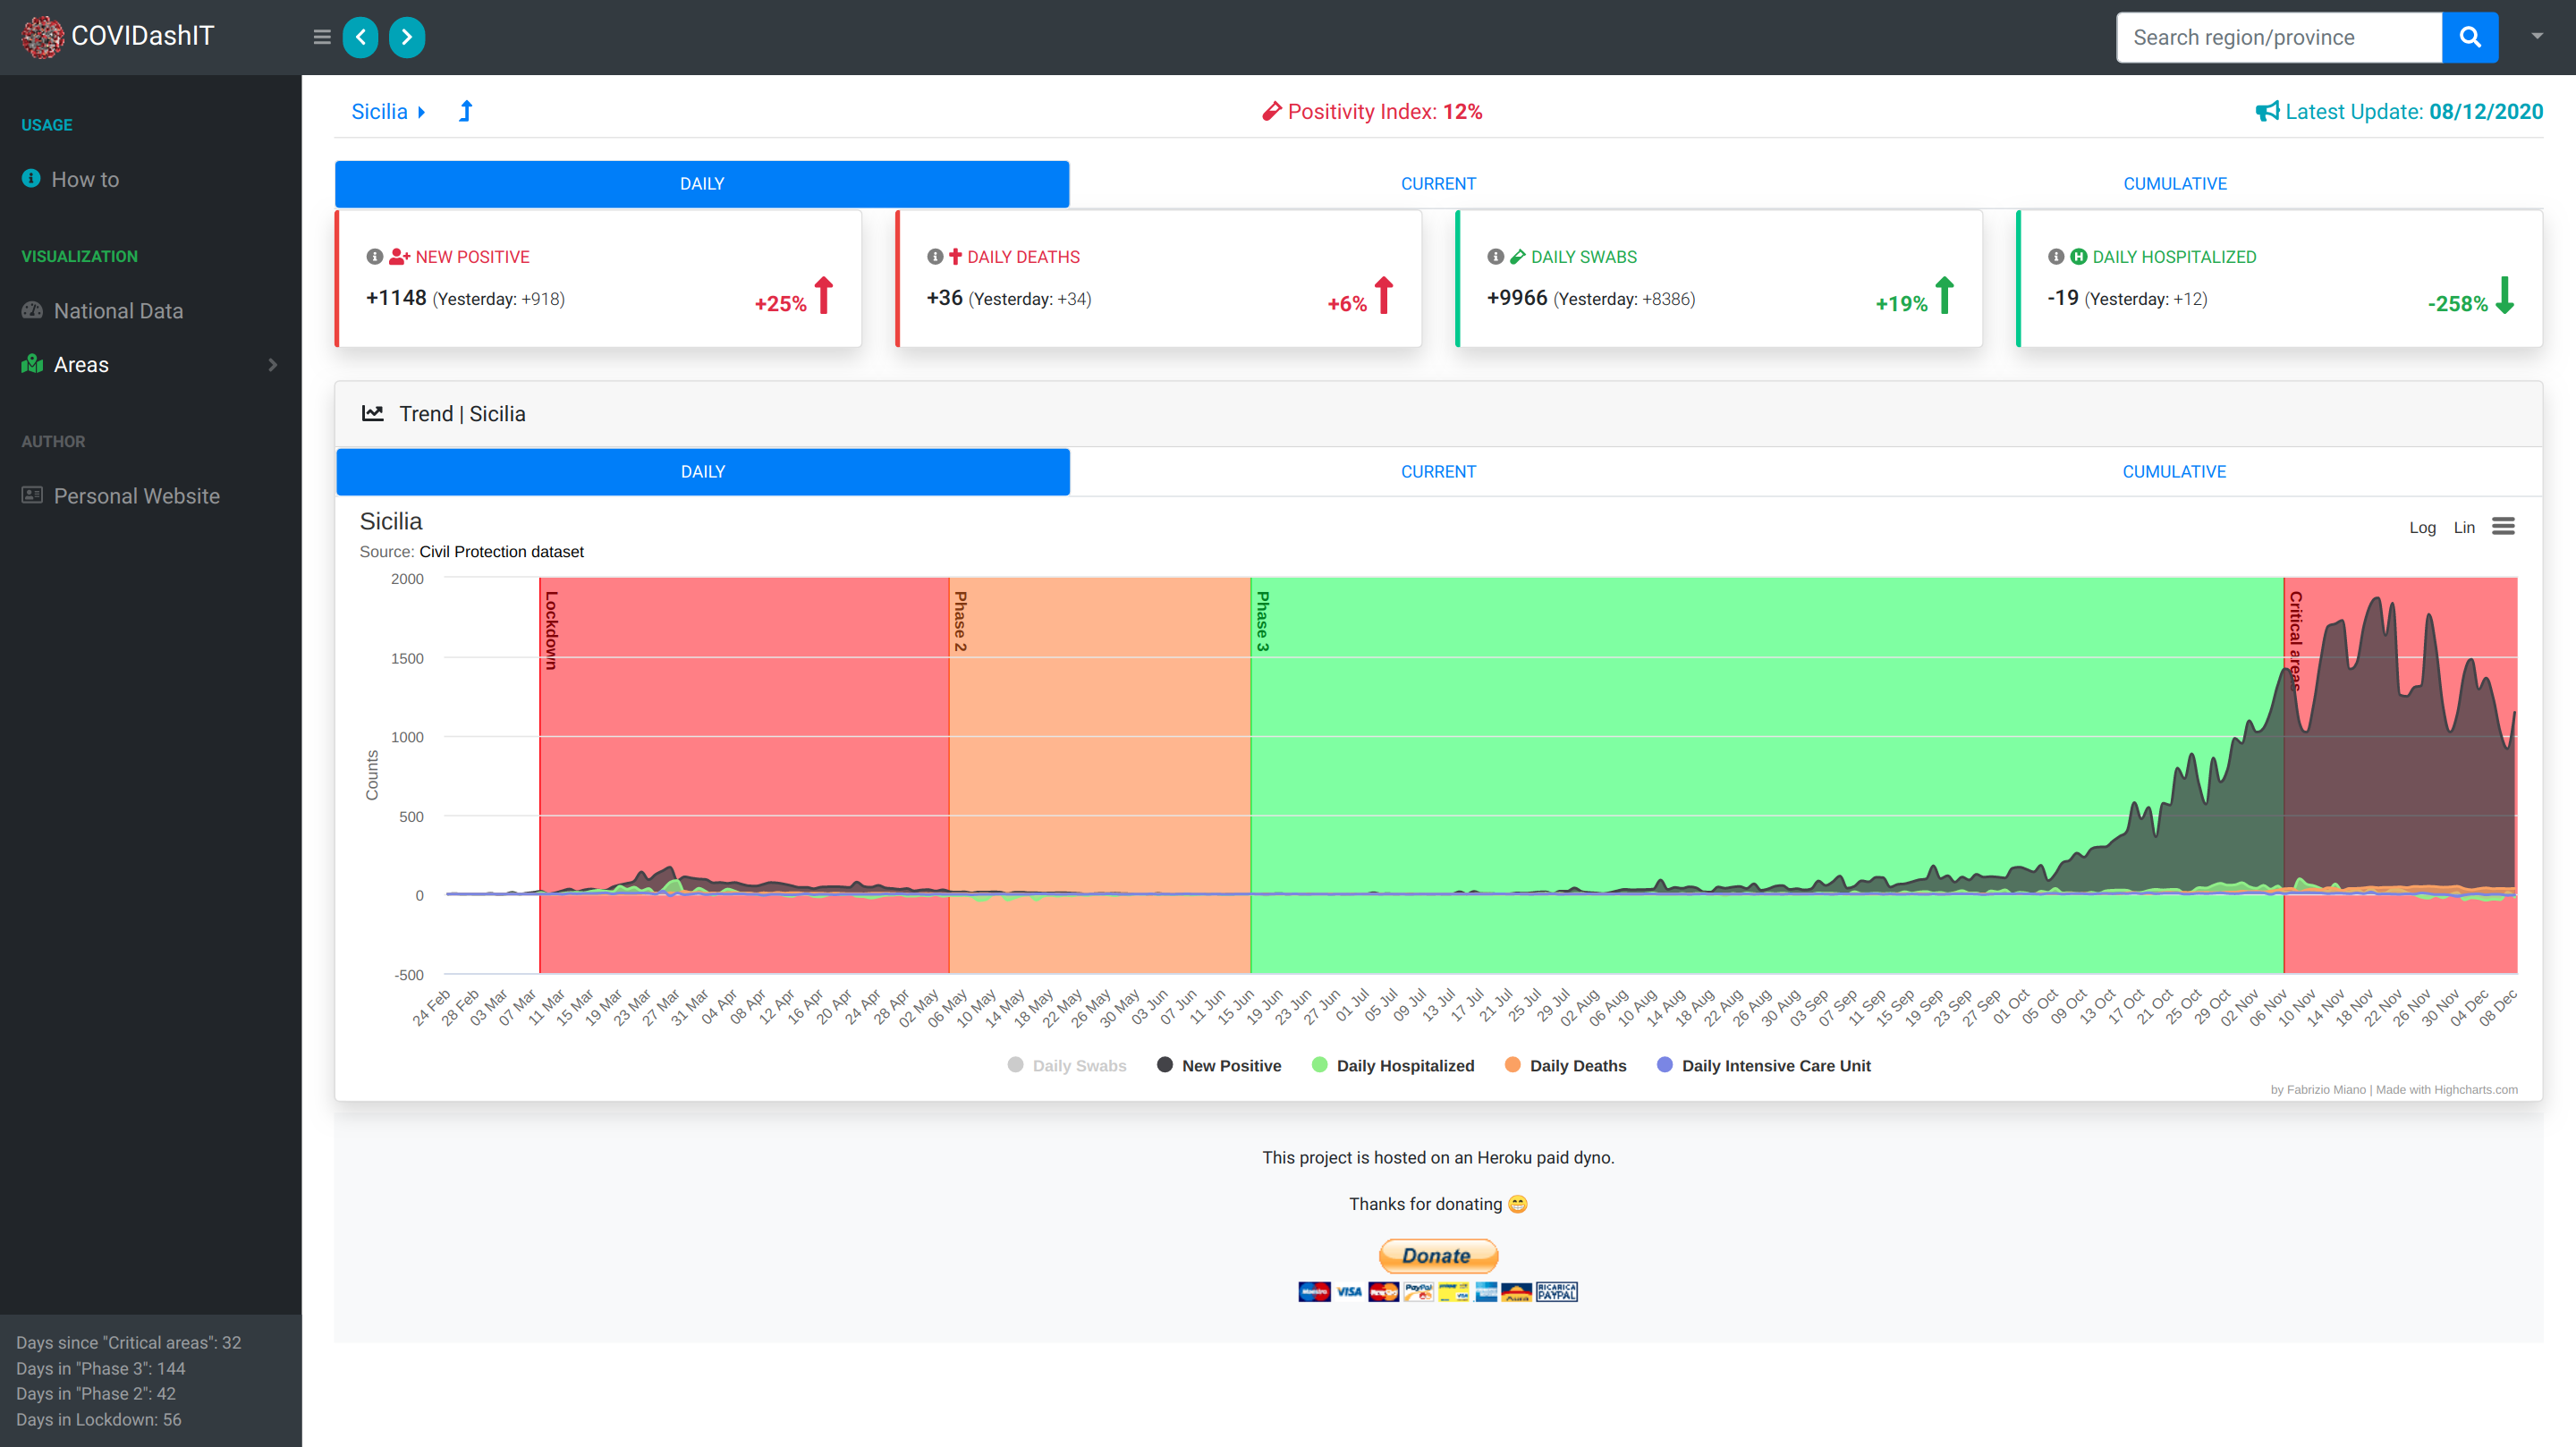 COVIDashIT
Search region/province
USAGE
How to
VISUALIZATION
National Data
Areas
AUTHOR
Personal Website
Days since "Critical areas": 32
Days in "Phase 3": 144
Days in "Phase 2": 42
Days in Lockdown: 56
Sicilia
Positivity Index: 12%
Latest Update: 08/12/2020
DAILY CURRENT CUMULATIVE
NEW POSITIVE
+1148 (Yesterday: +918)
+25%
DAILY DEATHS
+36 (Yesterday: +34)
+6%
DAILY SWABS
+9966 (Yesterday: +8386)
+19%
DAILY HOSPITALIZED
-19 (Yesterday: +12)
-258%
Trend | Sicilia
DAILY CURRENT CUMULATIVE
Sicilia
Source: Civil Protection dataset
Log Lin
Counts
2000
1500
1000
500
0
-500
Lockdown
Phase 2
Phase 3
Critical areas
24 Feb 28 Feb 03 Mar 07 Mar 11 Mar 15 Mar 19 Mar 23 Mar 27 Mar 31 Mar 04 Apr 08 Apr 12 Apr 16 Apr 20 Apr 24 Apr 28 Apr 02 May 06 May 10 May 14 May 18 May 22 May 26 May 30 May 03 Jun 07 Jun 11 Jun 15 Jun 19 Jun 23 Jun 27 Jun 01 Jul 05 Jul 09 Jul 13 Jul 17 Jul 21 Jul 25 Jul 29 Jul 02 Aug 06 Aug 10 Aug 14 Aug 18 Aug 22 Aug 26 Aug 30 Aug 03 Sep 07 Sep 11 Sep 15 Sep 19 Sep 23 Sep 27 Sep 01 Oct 05 Oct 09 Oct 13 Oct 17 Oct 21 Oct 25 Oct 29 Oct 02 Nov 06 Nov 10 Nov 14 Nov 18 Nov 22 Nov 26 Nov 30 Nov 04 Dec 08 Dec
Daily Swabs New Positive Daily Hospitalized Daily Deaths Daily Intensive Care Unit
by Fabrizio Miano | Made with Highcharts.com
This project is hosted on an Heroku paid dyno.
Thanks for donating
Donate
Maestro VISA PayPal RICARICA PAYPAL